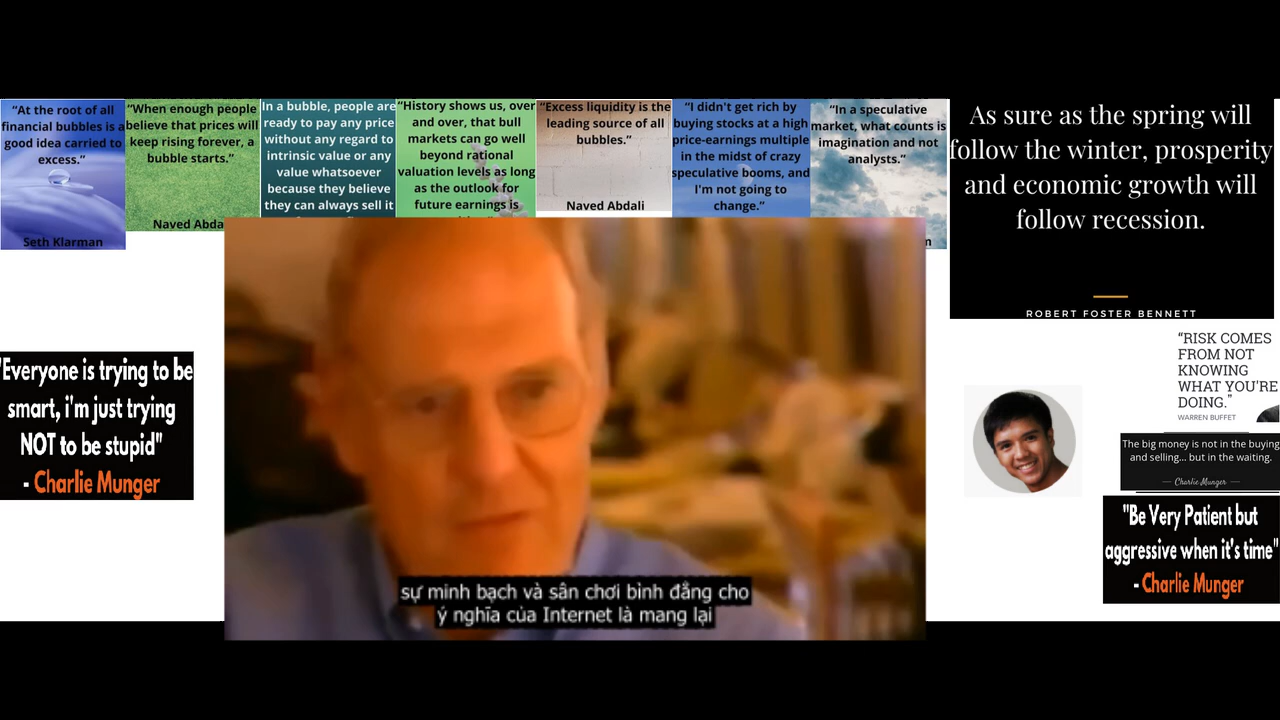 “At the root of all
financial bubbles is a
good idea carried to
excess.”
Seth Klarman
“When enough people
believe that prices will
keep rising forever, a
bubble starts.”
Naved Abda
In a bubble, people are
ready to pay any price
without any regard to
intrinsic value or any
value whatsoever
because they believe
they can always sell it
“History shows us, over
and over, that bull
markets can go well
beyond rational
valuation levels as long
as the outlook for
future earnings is
“Excess liquidity is the
leading source of all
bubbles.”
Naved Abdali
“I didn't get rich by
buying stocks at a high
price-earnings multiple
in the midst of crazy
speculative booms, and
I'm not going to
change.”
“In a speculative
market, what counts is
imagination and not
analysts.”
m
As sure as the spring will
follow the winter, prosperity
and economic growth will
follow recession.
ROBERT FOSTER BENNETT
"Everyone is trying to be
smart, i'm just trying
NOT to be stupid"
- Charlie Munger
“RISK COMES
FROM NOT
KNOWING
WHAT YOU'RE
DOING.”
WARREN BUFFET
The big money is not in the buying
and selling... but in the waiting.
— Charlie Munger —
"Be Very Patient but
aggressive when it's time"
- Charlie Munger
sự minh bạch và sân chơi bình đẳng cho
ý nghĩa của Internet là mang lại